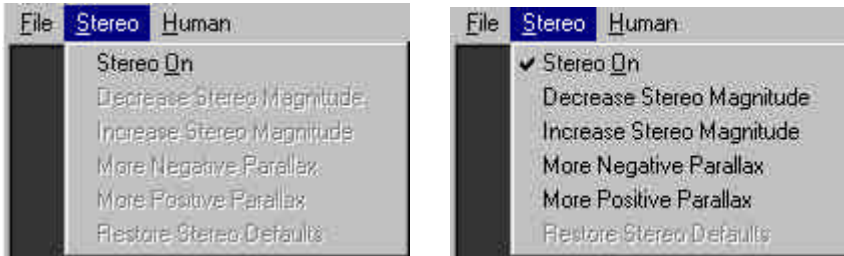 File Stereo Human
Stereo On
Decrease Stereo Magnitude
Increase Stereo Magnitude
More Negative Parallax
More Positive Parallax
Restore Stereo Defaults
File Stereo Human
✔ Stereo On
Decrease Stereo Magnitude
Increase Stereo Magnitude
More Negative Parallax
More Positive Parallax
Restore Stereo Defaults